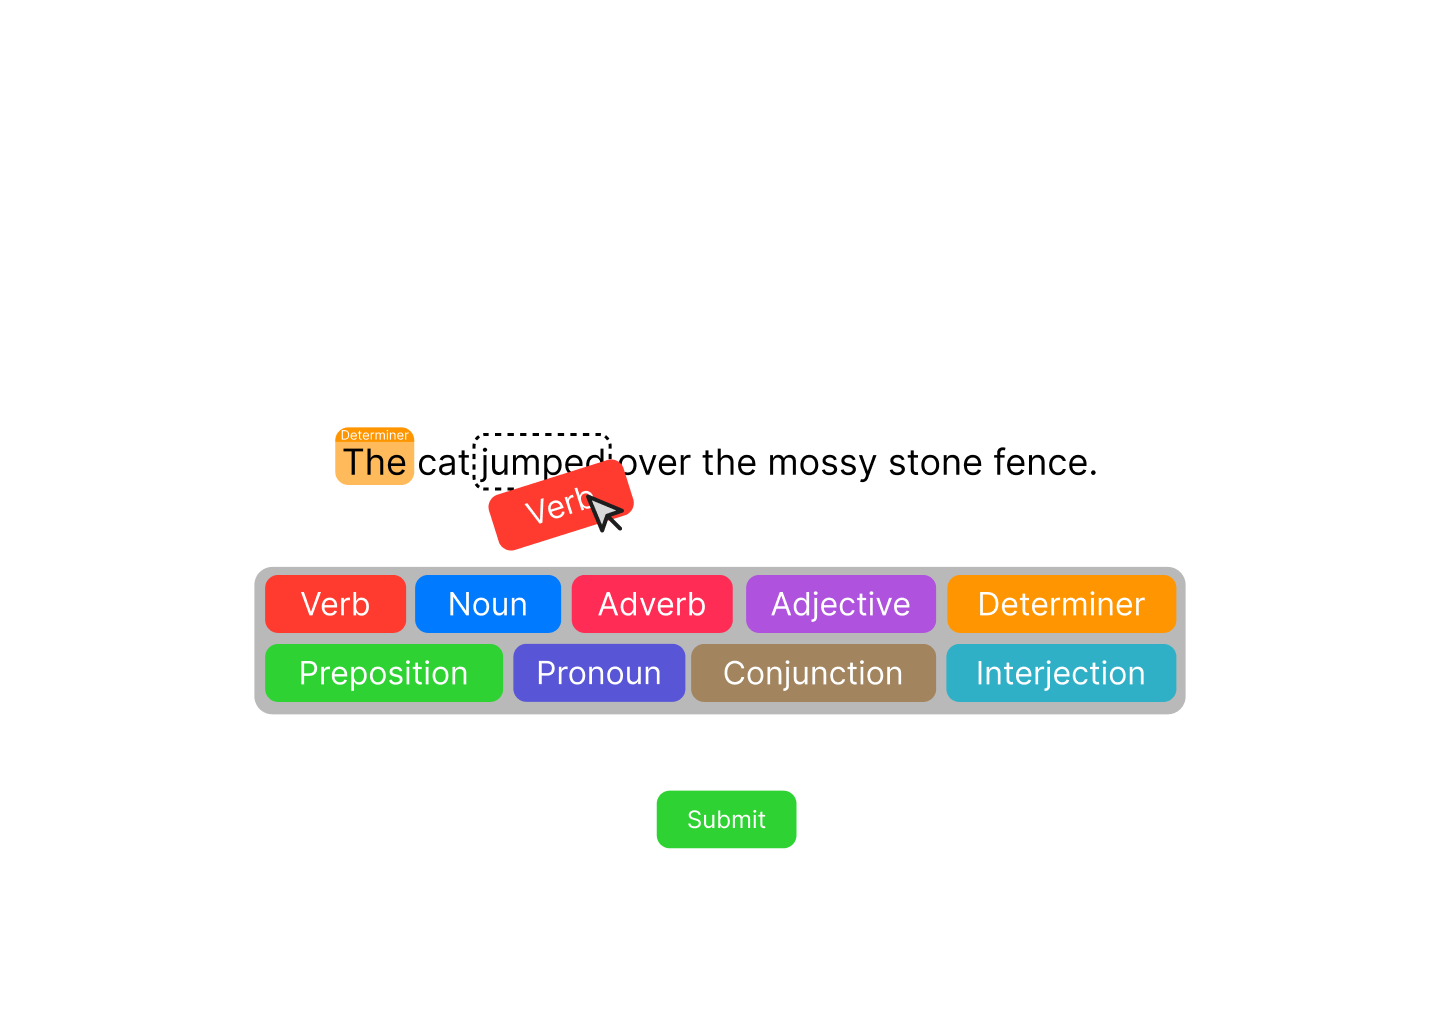 Determiner
The cat jumped over the mossy stone fence.
Verb
Verb Noun Adverb Adjective Determiner
Preposition Pronoun Conjunction Interjection
Submit